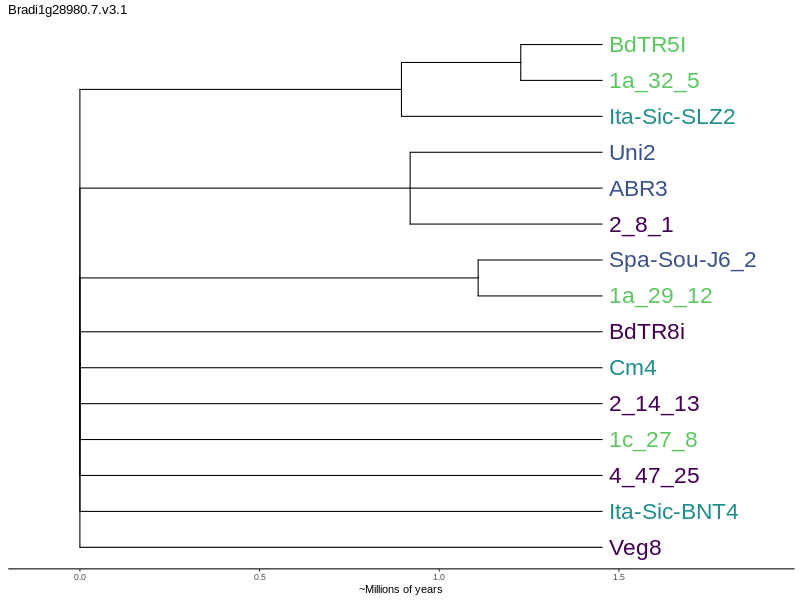 Bradi1g28980.7.v3.1
BdTR5I
1a_32_5
Ita-Sic-SLZ2
Uni2
ABR3
2_8_1
Spa-Sou-J6_2
1a_29_12
BdTR8i
Cm4
2_14_13
1c_27_8
4_47_25
Ita-Sic-BNT4
Veg8
0.0 0.5 1.0 1.5
~Millions of years